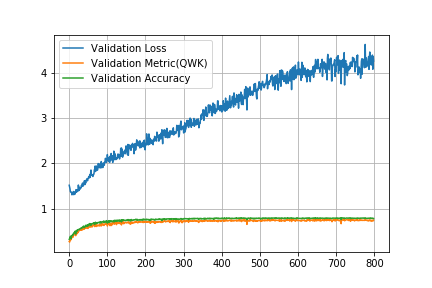 Validation Loss
Validation Metric(QWK)
Validation Accuracy
4
3
2
1
0 100 200 300 400 500 600 700 800